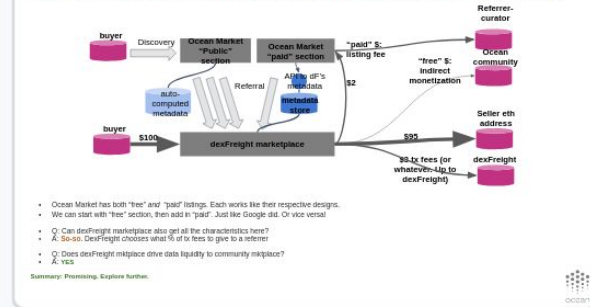 Referrer-
curator
buyer
Discovery
Ocean Market
"Public"
section
Ocean Market
"paid" section
"paid" $:
listing fee
Ocean
community
"free" $:
indirect
monetization
auto-
computed
metadata
Referral
API to dF's
metadata
metadata
store
$2
Seller eth
address
buyer
$100
dexFreight marketplace
$95
$3 tx fees (or
whatever. Up to
dexFreight)
dexFreight
• Ocean Market has both "free" and "paid" listings. Each works like their respective designs.
• We can start with "free" section, then add in "paid". Just like Google did. Or vice versa!
• Q: Can dexFreight marketplace also get all the characteristics here?
• A: So-so. DexFreight chooses what % of tx fees to give to a referrer
• Q: Does dexFreight mktplace drive data liquidity to community mktplace?
• A: YES
Summary: Promising. Explore further.
ocean